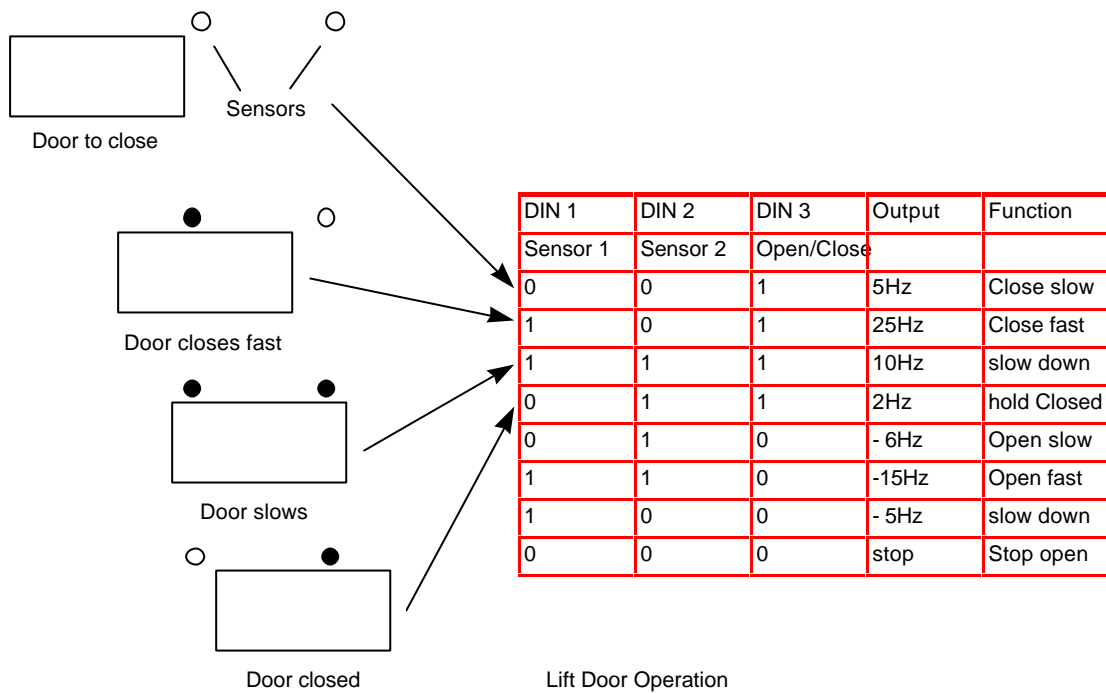 Sensors
Door to close
Door closes fast
Door slows
Door closed
DIN 1 DIN 2 DIN 3 Output Function
Sensor 1 Sensor 2 Open/Close
0 0 1 5Hz Close slow
1 0 1 25Hz Close fast
1 1 1 10Hz slow down
0 1 1 2Hz hold Closed
0 1 0 - 6Hz Open slow
1 1 0 -15Hz Open fast
1 0 0 - 5Hz slow down
0 0 0 stop Stop open
Lift Door Operation